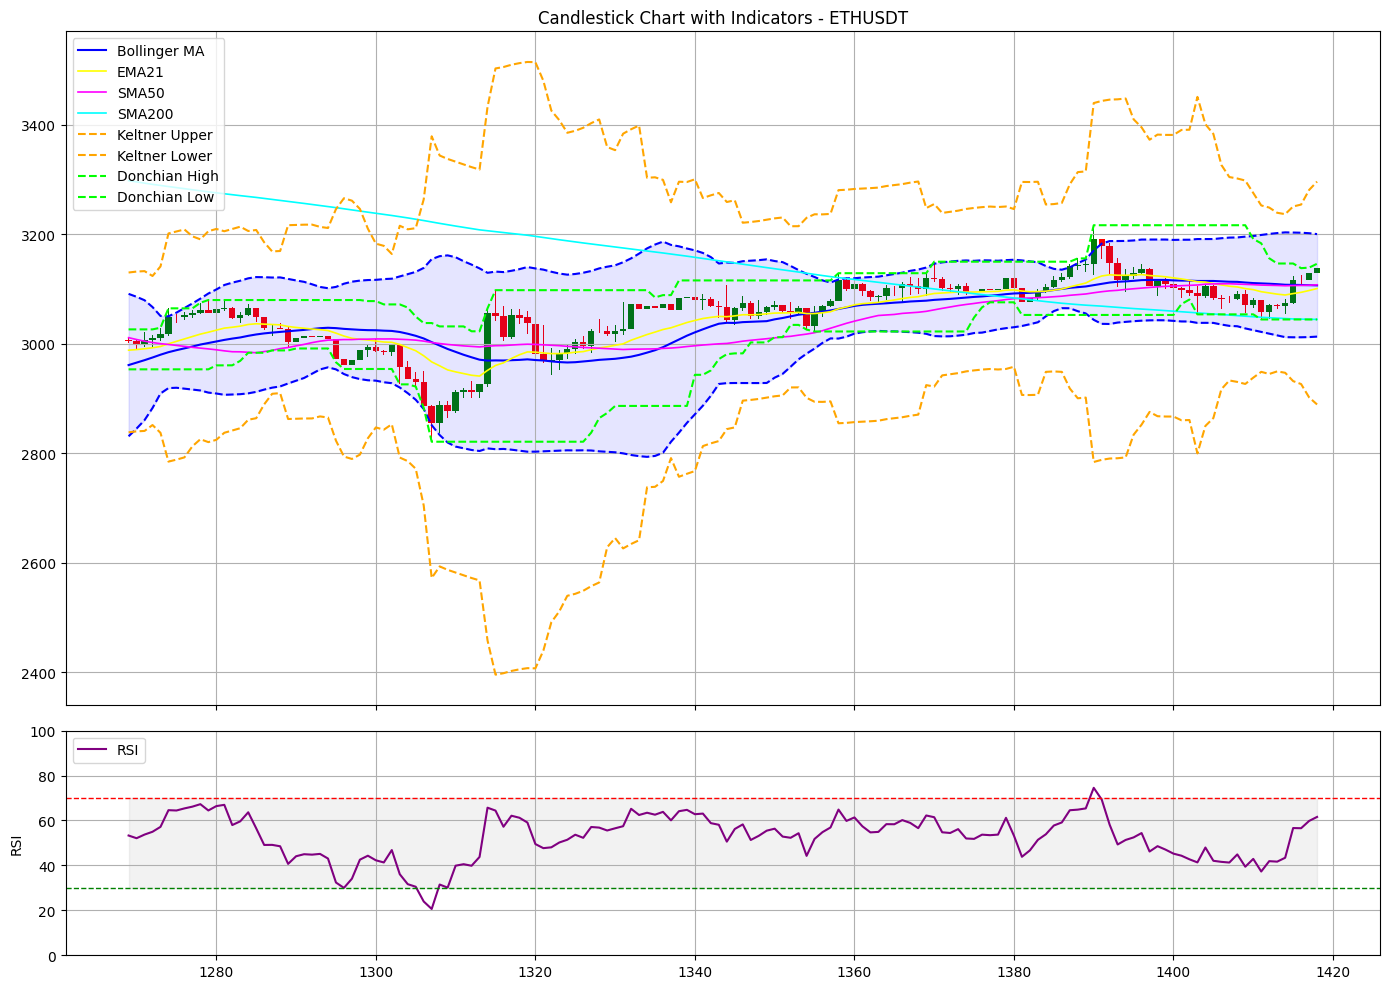 Candlestick Chart with Indicators - ETHUSDT
Bollinger MA
EMA21
SMA50
SMA200
Keltner Upper
Keltner Lower
Donchian High
Donchian Low
3400
3200
3000
2800
2600
2400
RSI
100
80
60
40
20
0
RSI
1280 1300 1320 1340 1360 1380 1400 1420